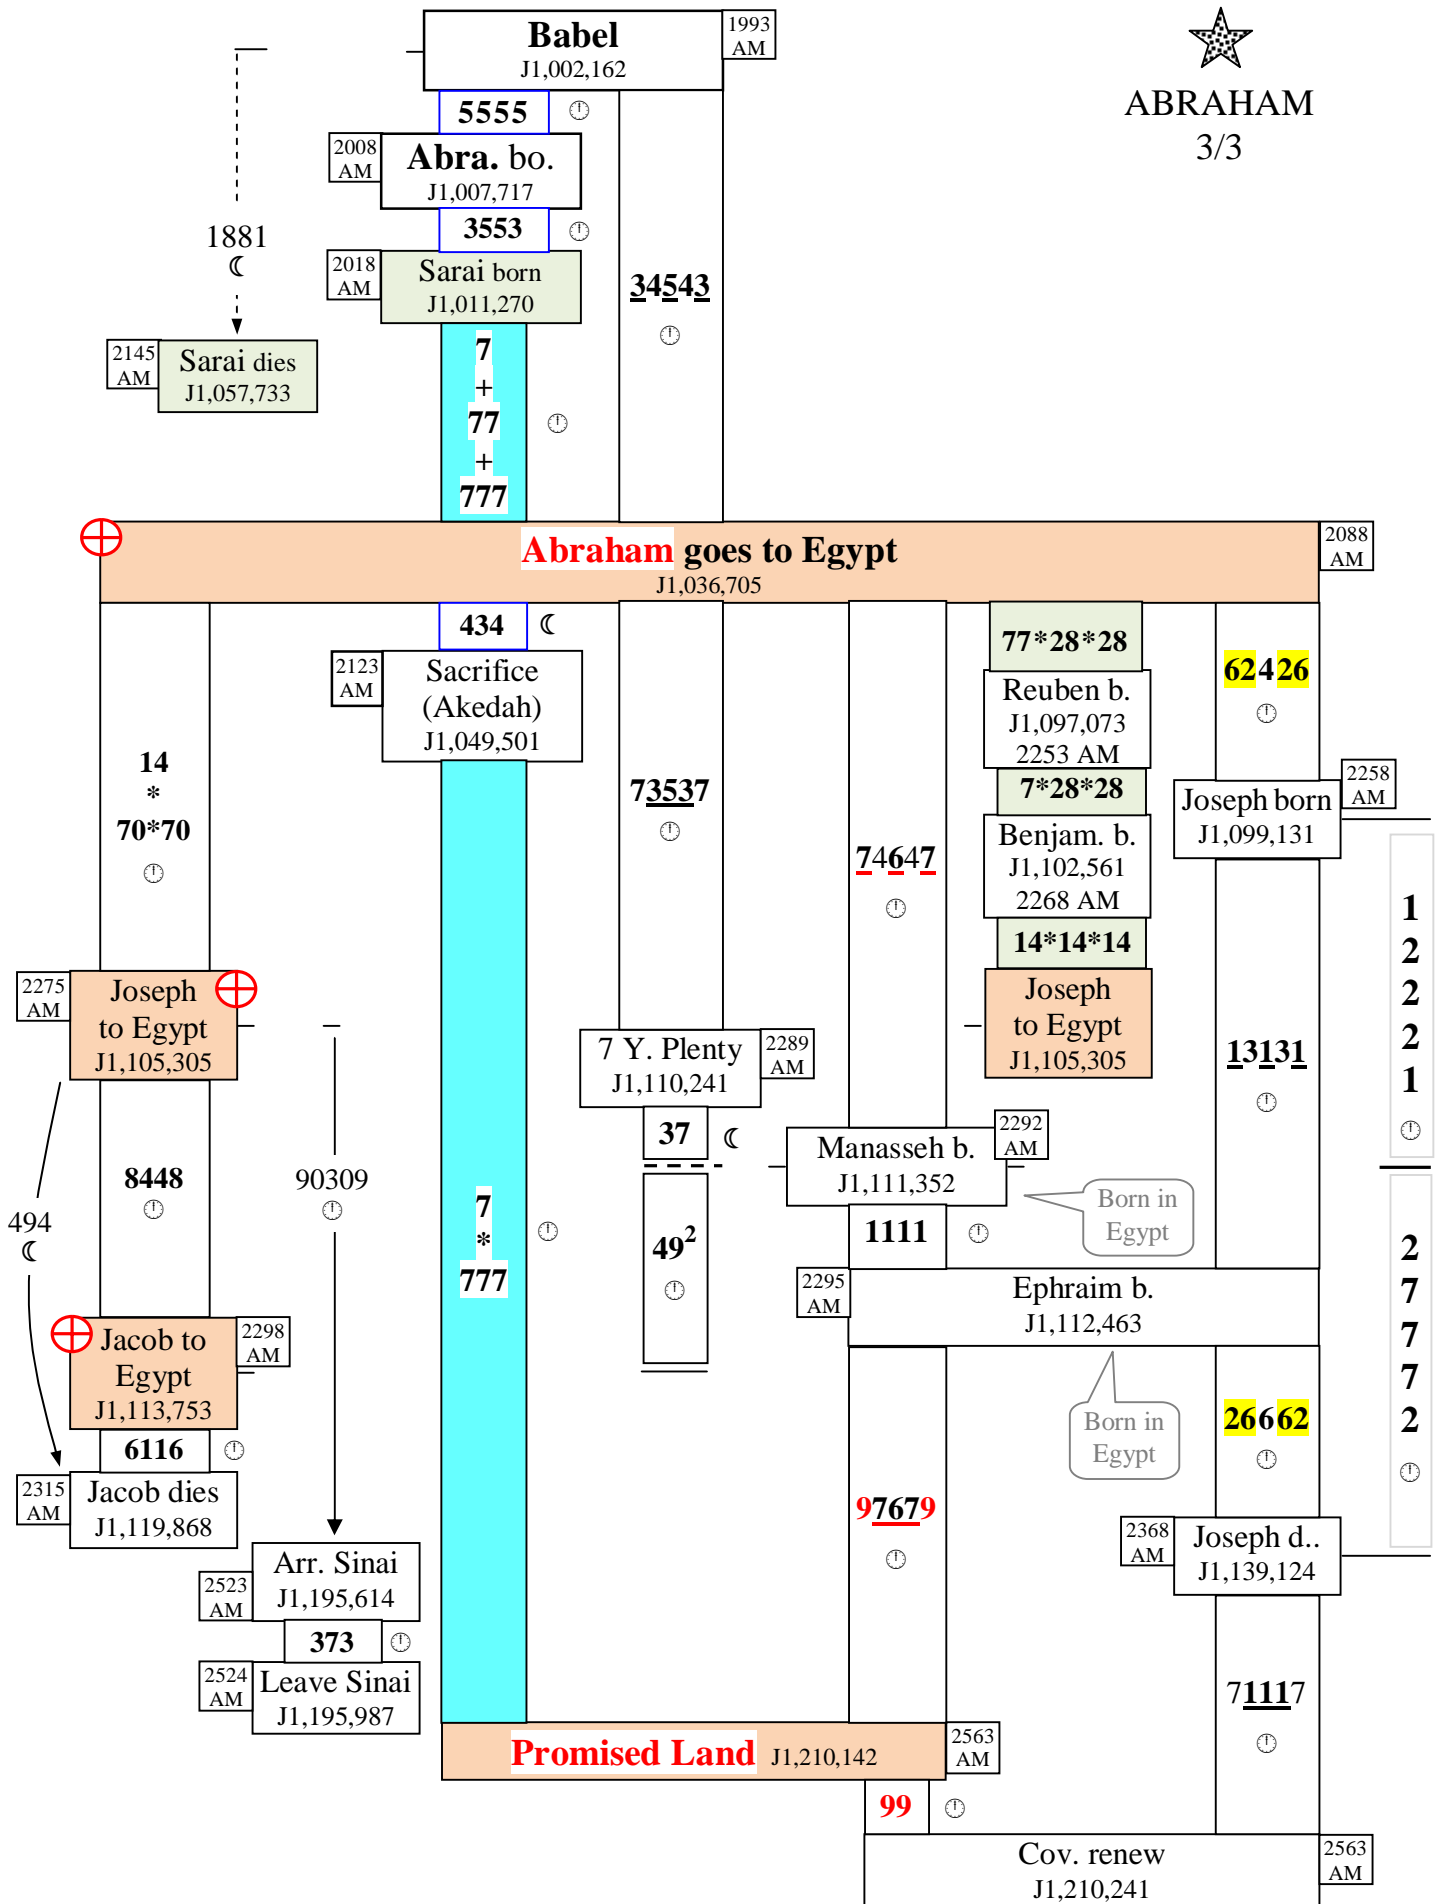 Babel
J1,002,162
1993
AM
ABRAHAM
3/3
5555
2008
AM
Abra. bo.
J1,007,717
3553
1881
☾
2018
AM
Sarai born
J1,011,270
34543
2145
AM
Sarai dies
J1,057,733
7
+
77
+
777
Abraham goes to Egypt
J1,036,705
2088
AM
434 ☾
2123
AM
Sacrifice
(Akedah)
J1,049,501
77*28*28
Reuben b.
J1,097,073
2253 AM
7*28*28
Benjam. b.
J1,102,561
2268 AM
14*14*14
Joseph
to Egypt
J1,105,305
62426
2258
AM
Joseph born
J1,099,131
14
*
70*70
73537
74647
1
2
2
2
1
2275
AM
Joseph
to Egypt
J1,105,305
7 Y. Plenty
J1,110,241
2289
AM
13131
37 ☾
2292
AM
Manasseh b.
J1,111,352
Born in
Egypt
8448
90309
494
☾
7
*
777
49²
1111
2295
AM
Ephraim b.
J1,112,463
2
7
7
7
2
Jacob to
Egypt
J1,113,753
2298
AM
Born in
Egypt
26662
6116
2315
AM
Jacob dies
J1,119,868
97679
2368
AM
Joseph d..
J1,139,124
Arr. Sinai
J1,195,614
2523
AM
373
2524
AM
Leave Sinai
J1,195,987
71117
Promised Land J1,210,142
2563
AM
99
Cov. renew
J1,210,241
2563
AM